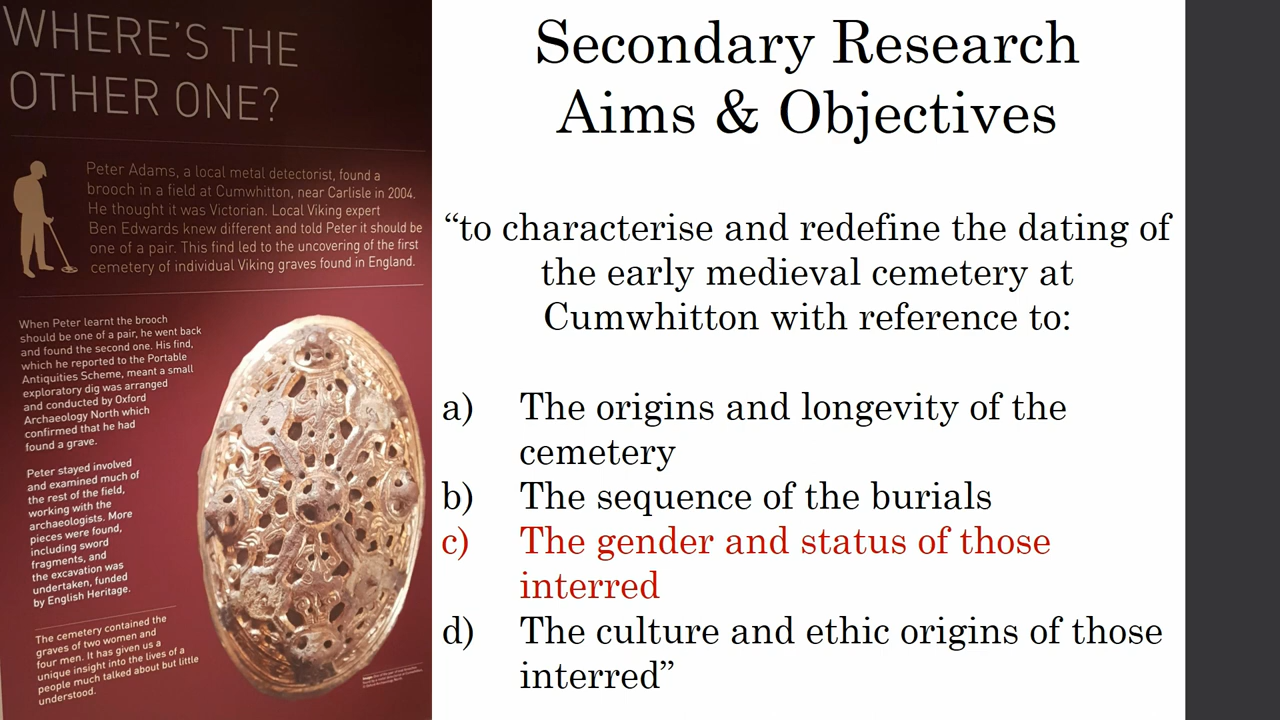 WHERE'S THE
OTHER ONE?
Peter Adams, a local metal detectorist, found a
brooch in a field at Cumwhitton, near Carlisle in 2004.
He thought it was Victorian. Local Viking expert
Ben Edwards knew different and told Peter it should be
one of a pair. This find led to the uncovering of the first
cemetery of individual Viking graves found in England.
When Peter learnt the brooch
should be one of a pair, he went back
and found the second one. His find,
which he reported to the Portable
Antiquities Scheme, meant a small
exploratory dig was arranged
and conducted by Oxford
Archaeology North which
confirmed that he had
found a grave.
Peter stayed involved
and examined much of
the rest of the field,
working with the
archaeologists. More
pieces were found,
including sword
fragments, and
the excavation was
undertaken, funded
by English Heritage.
The cemetery contained the
graves of two women and
four men. It has given us a
unique insight into the lives of a
people much talked about but little
understood.
Secondary Research
Aims & Objectives
“to characterise and redefine the dating of
the early medieval cemetery at
Cumwhitton with reference to:
a) The origins and longevity of the
cemetery
b) The sequence of the burials
c) The gender and status of those
interred
d) The culture and ethic origins of those
interred”